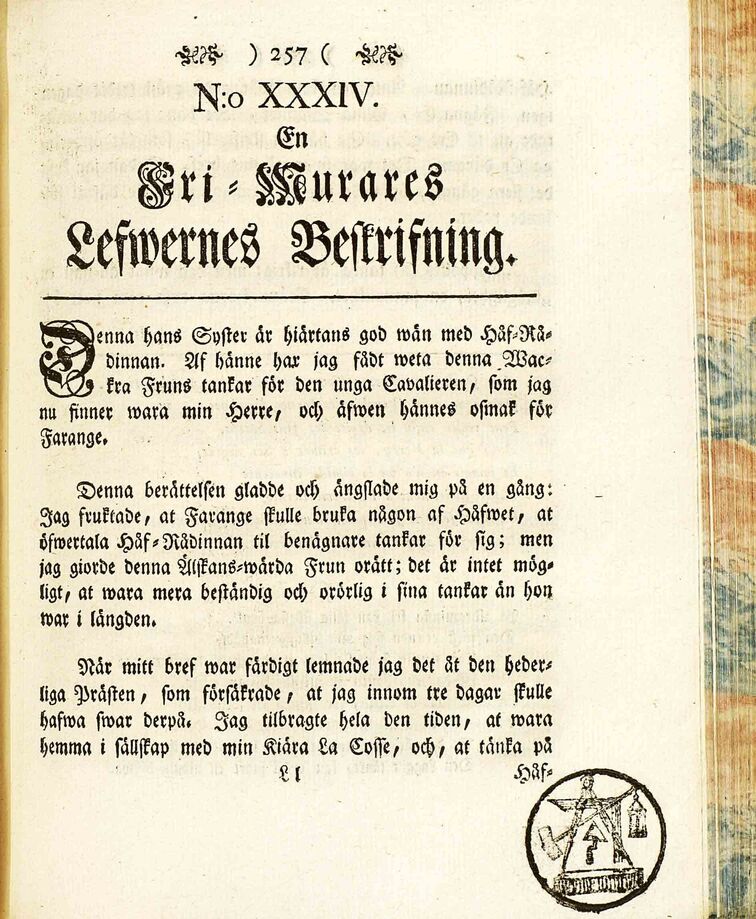 ) 257 (
N:o XXXIV.
En
Fri-Murares
Lefwernes Beskrifning.
Denna hans Syster är hiärtans god wän med Håf-Rå-
dinnan. Af hänne har jag fådt weta denna Wac-
kra Fruns tankar för den unga Cavalieren, som jag
nu finner wara min Herre, och äfwen hännes osmak för
Farange.
Denna berättelsen gladde och ängslade mig på en gång:
Jag fruktade, at Farange skulle bruka någon af Håfwet, at
öfwertala Håf-Rådinnan til benägnare tankar för sig; men
jag giorde denna Älskans-wärda Frun orätt; det är intet mög-
ligt, at wara mera beständig och orörlig i sina tankar än hon
war i längden.
När mitt bref war färdigt lemnade jag det åt den heder-
liga Prästen, som försäkrade, at jag innom tre dagar skulle
hafwa swar derpå. Jag tilbragte hela den tiden, at wara
hemma i sällskap med min Kiära La Cosse, och, at tänka på
Ll Håf-